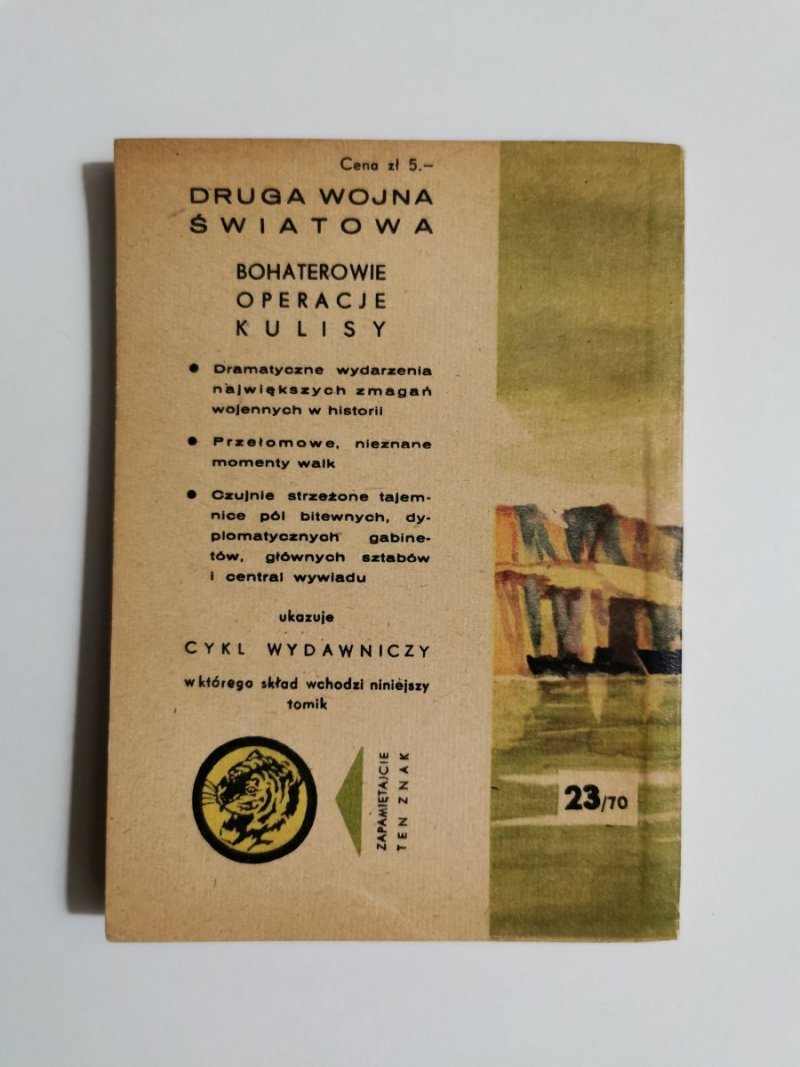 Cena zł 5.—
DRUGA WOJNA
ŚWIATOWA
BOHATEROWIE
OPERACJE
KULISY
● Dramatyczne wydarzenia
największych zmagań
wojennych w historii
● Przełomowe, nieznane
momenty walk
● Czujnie strzeżone tajem-
nice pól bitewnych, dy-
plomatycznych gabine-
tów, głównych sztabów
i central wywiadu
ukazuje
CYKL WYDAWNICZY
w którego skład wchodzi niniejszy
tomik
ZAPAMIĘTAJCIE
TEN ZNAK
23/70